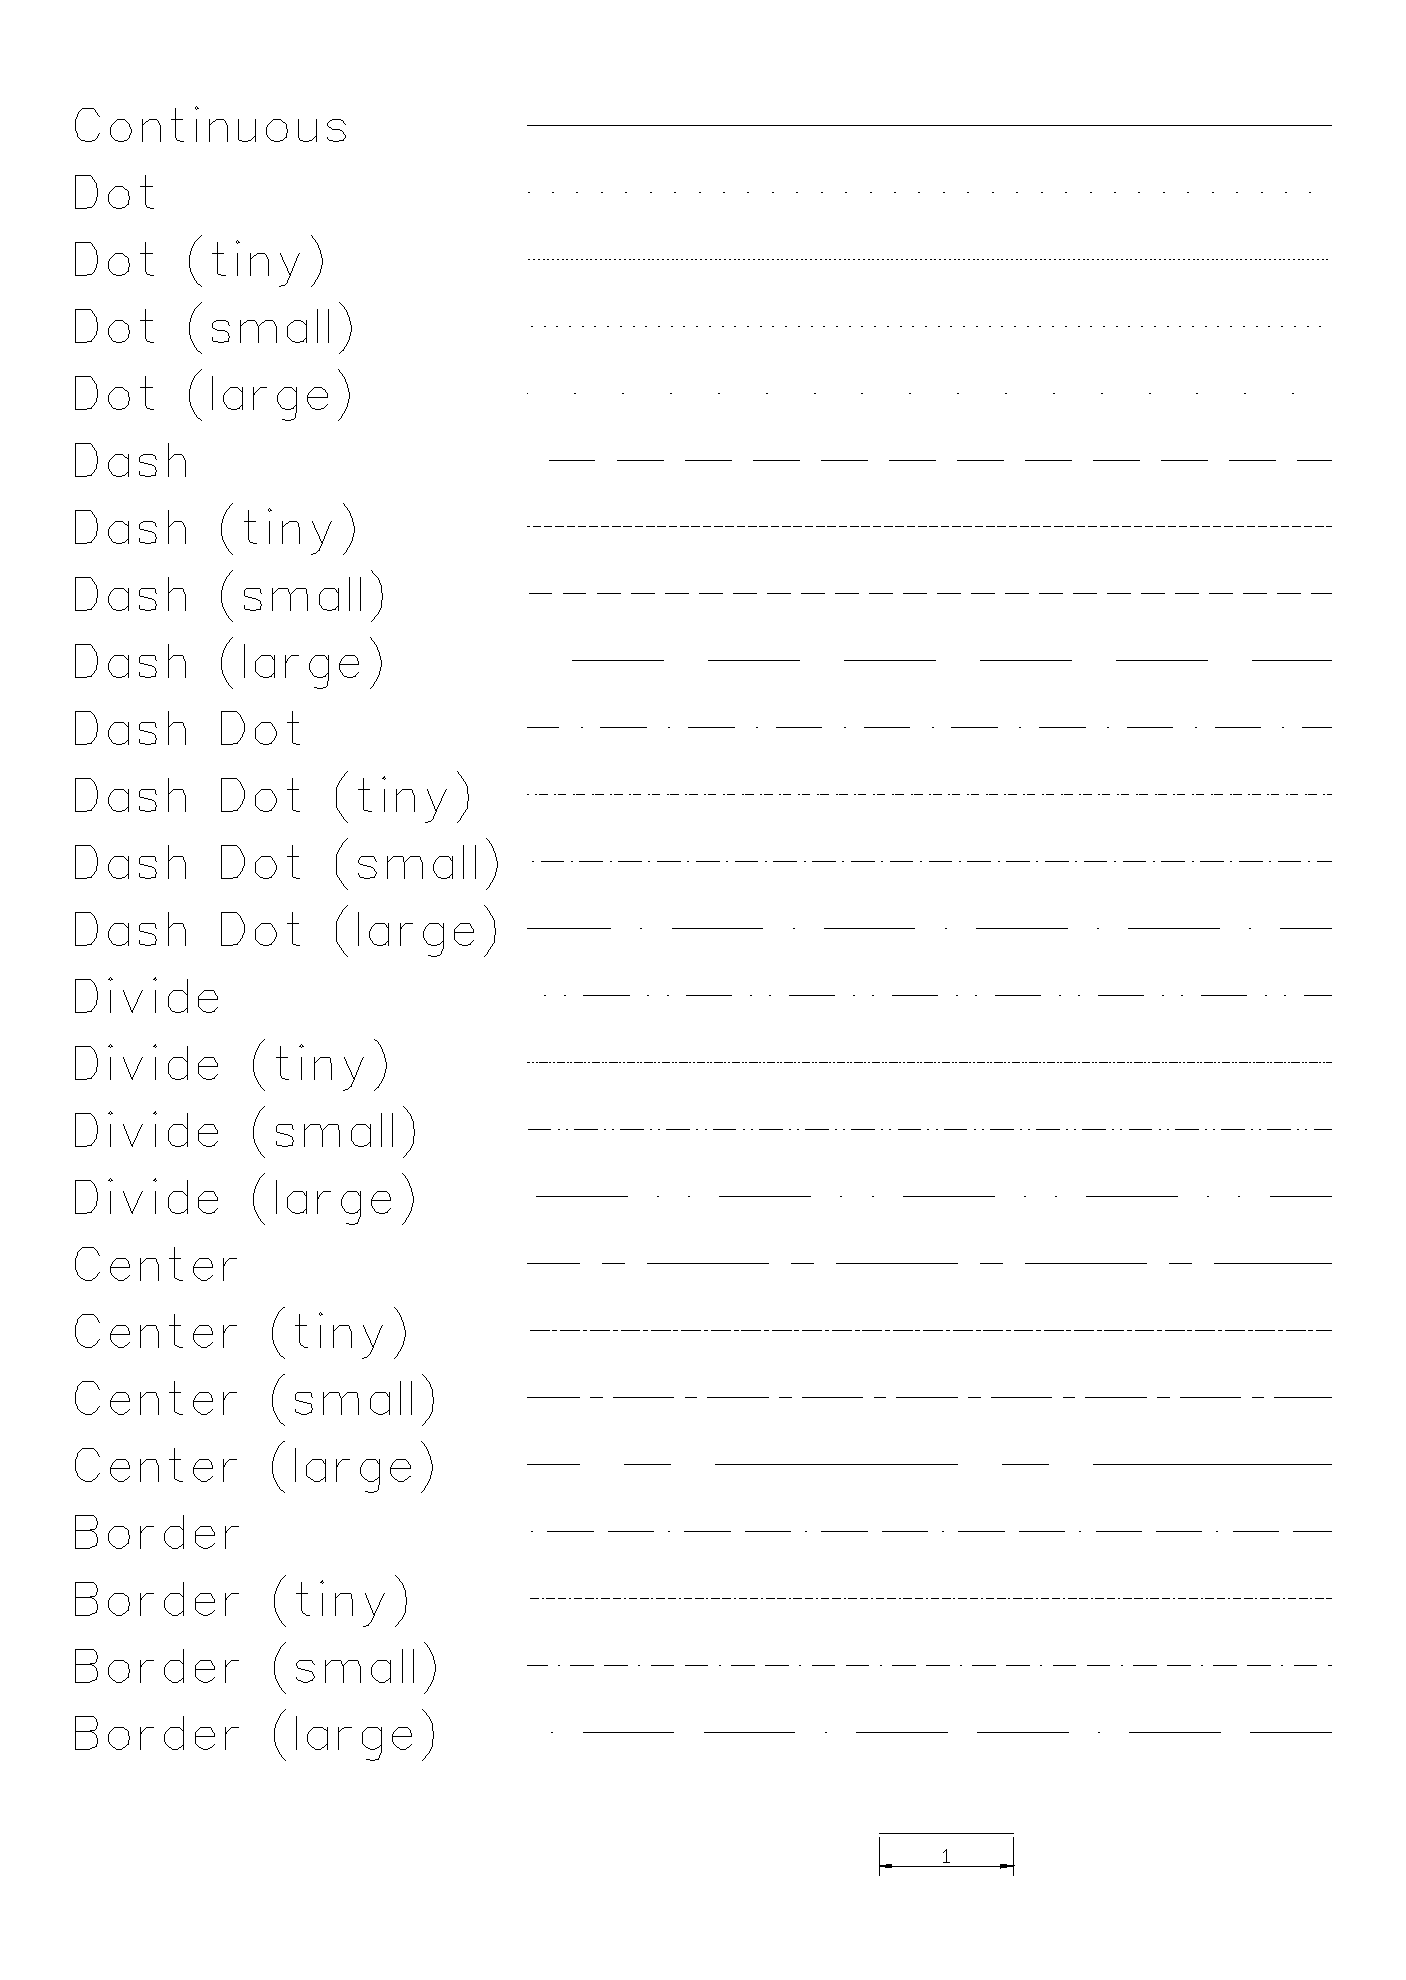 Continuous
Dot
Dot (tiny)
Dot (small)
Dot (large)
Dash
Dash (tiny)
Dash (small)
Dash (large)
Dash Dot
Dash Dot (tiny)
Dash Dot (small)
Dash Dot (large)
Divide
Divide (tiny)
Divide (small)
Divide (large)
Center
Center (tiny)
Center (small)
Center (large)
Border
Border (tiny)
Border (small)
Border (large)
1